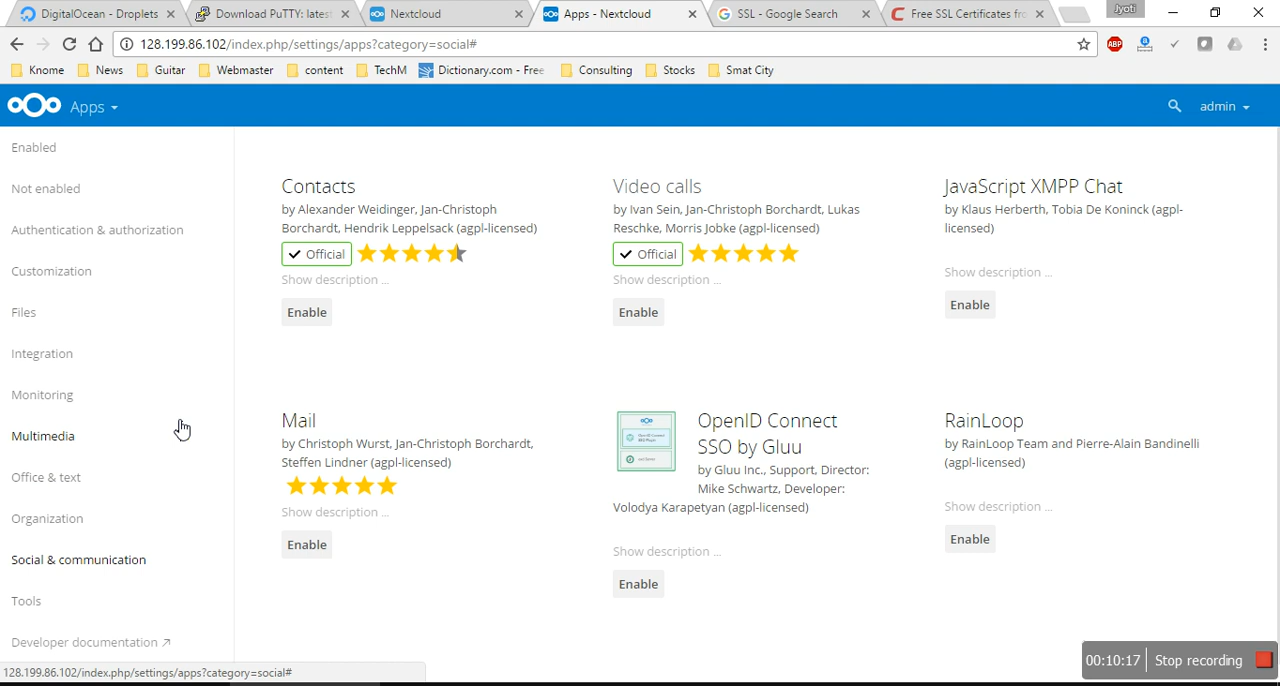 DigitalOcean - Droplets
Download PuTTY: latest
Nextcloud
Apps - Nextcloud
SSL - Google Search
Free SSL Certificates fro
Jyoti
128.199.86.102/index.php/settings/apps?category=social#
ABP
Knome
News
Guitar
Webmaster
content
TechM
Dictionary.com - Free
Consulting
Stocks
Smat City
Apps
admin
Enabled
Not enabled
Authentication & authorization
Customization
Files
Integration
Monitoring
Multimedia
Office & text
Organization
Social & communication
Tools
Developer documentation ↗
Contacts
by Alexander Weidinger, Jan-Christoph
Borchardt, Hendrik Leppelsack (agpl-licensed)
Official
Show description ...
Enable
Video calls
by Ivan Sein, Jan-Christoph Borchardt, Lukas
Reschke, Morris Jobke (agpl-licensed)
Official
Show description ...
Enable
JavaScript XMPP Chat
by Klaus Herberth, Tobia De Koninck (agpl-
licensed)
Show description ...
Enable
Mail
by Christoph Wurst, Jan-Christoph Borchardt,
Steffen Lindner (agpl-licensed)
Show description ...
Enable
OpenID Connect
SSO by Gluu
by Gluu Inc., Support, Director:
Mike Schwartz, Developer:
Volodya Karapetyan (agpl-licensed)
Show description ...
Enable
RainLoop
by RainLoop Team and Pierre-Alain Bandinelli
(agpl-licensed)
Show description ...
Enable
128.199.86.102/index.php/settings/apps?category=social#
00:10:17
Stop recording